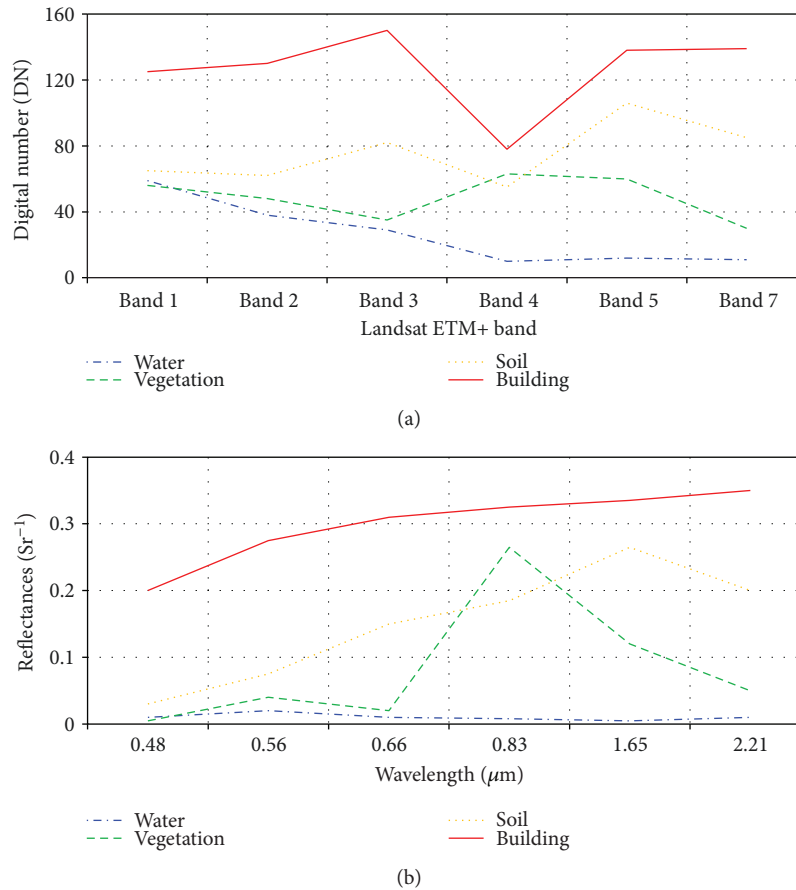 160
120
80
40
0
Digital number (DN)
Band 1 Band 2 Band 3 Band 4 Band 5 Band 7
Landsat ETM+ band
Water Soil
Vegetation Building
(a)
0.4
0.3
0.2
0.1
0
Reflectances (Sr⁻¹)
0.48 0.56 0.66 0.83 1.65 2.21
Wavelength (μm)
Water Soil
Vegetation Building
(b)